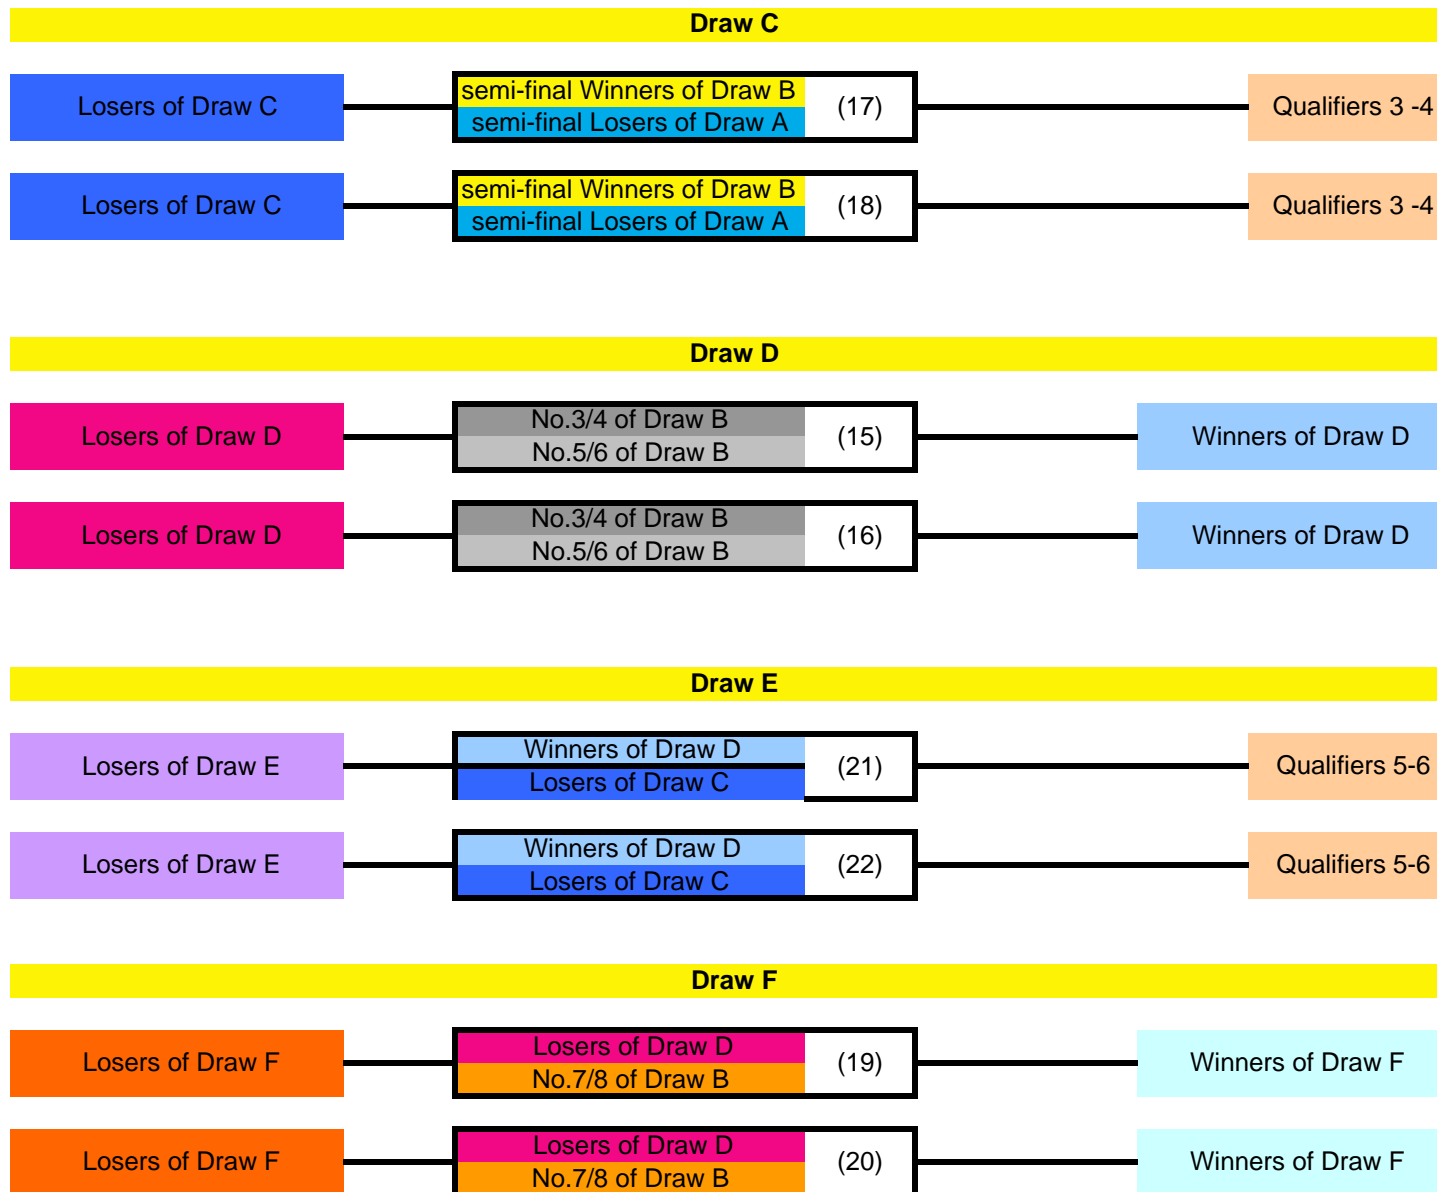 Draw C
Losers of Draw C
semi-final Winners of Draw B
semi-final Losers of Draw A
(17)
Qualifiers 3 -4
Losers of Draw C
semi-final Winners of Draw B
semi-final Losers of Draw A
(18)
Qualifiers 3 -4
Draw D
Losers of Draw D
No.3/4 of Draw B
No.5/6 of Draw B
(15)
Winners of Draw D
Losers of Draw D
No.3/4 of Draw B
No.5/6 of Draw B
(16)
Winners of Draw D
Draw E
Losers of Draw E
Winners of Draw D
Losers of Draw C
(21)
Qualifiers 5-6
Losers of Draw E
Winners of Draw D
Losers of Draw C
(22)
Qualifiers 5-6
Draw F
Losers of Draw F
Losers of Draw D
No.7/8 of Draw B
(19)
Winners of Draw F
Losers of Draw F
Losers of Draw D
No.7/8 of Draw B
(20)
Winners of Draw F